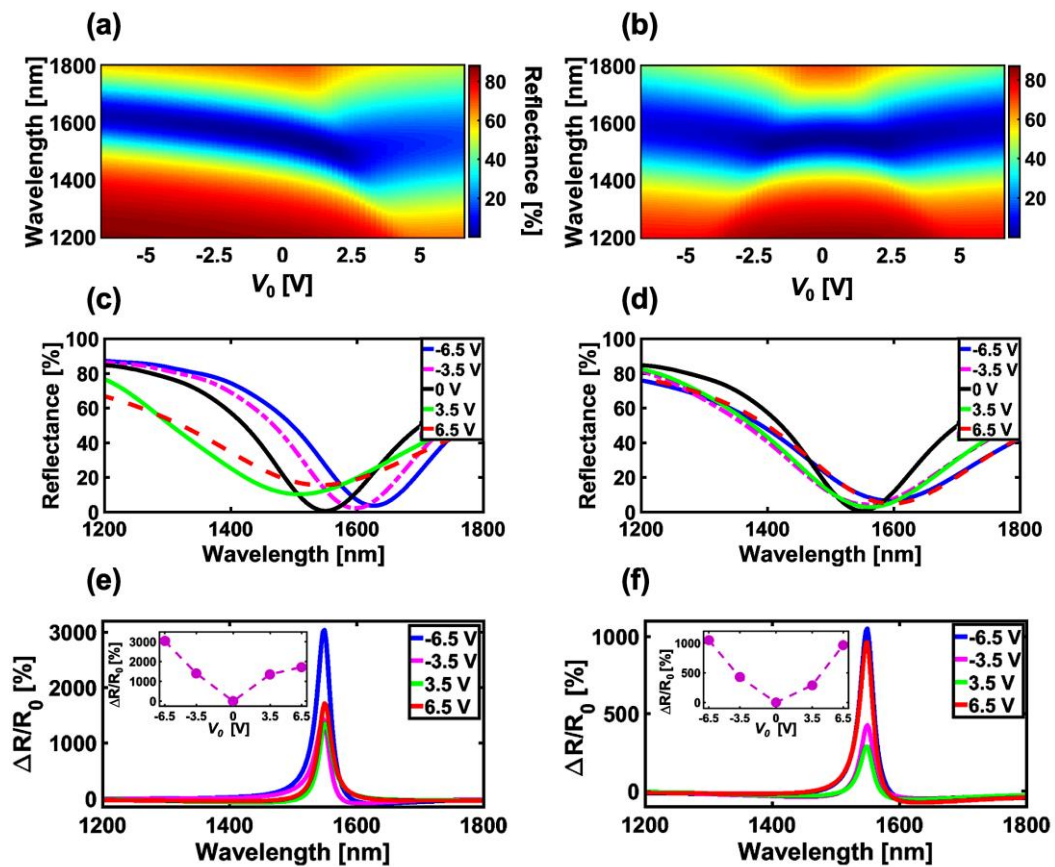 (a)
(b)
Wavelength [nm]
1800
1600
1400
1200
-5 -2.5 0 2.5 5
V₀ [V]
80
60
40
20
Reflectance [%]
Wavelength [nm]
1800
1600
1400
1200
-5 -2.5 0 2.5 5
V₀ [V]
80
60
40
20
(c)
(d)
Reflectance [%]
100
80
60
40
20
0
1200 1400 1600 1800
Wavelength [nm]
-6.5 V
-3.5 V
0 V
3.5 V
6.5 V
Reflectance [%]
100
80
60
40
20
0
1200 1400 1600 1800
Wavelength [nm]
-6.5 V
-3.5 V
0 V
3.5 V
6.5 V
(e)
(f)
ΔR/R₀ [%]
3000
2000
1000
0
1200 1400 1600 1800
Wavelength [nm]
ΔR/R₀ [%]
3000
2000
1000
0
-6.5 -3.5 0 3.5 6.5
V₀ [V]
-6.5 V
-3.5 V
3.5 V
6.5 V
ΔR/R₀ [%]
1000
500
0
1200 1400 1600 1800
Wavelength [nm]
ΔR/R₀ [%]
1000
500
0
-6.5 -3.5 0 3.5 6.5
V₀ [V]
-6.5 V
-3.5 V
3.5 V
6.5 V